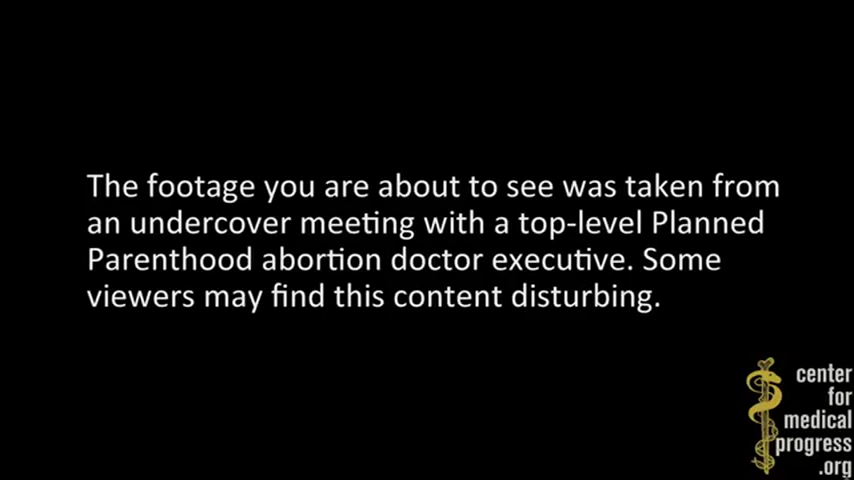 The footage you are about to see was taken from
an undercover meeting with a top-level Planned
Parenthood abortion doctor executive. Some
viewers may find this content disturbing.
center
for
medical
progress
.org